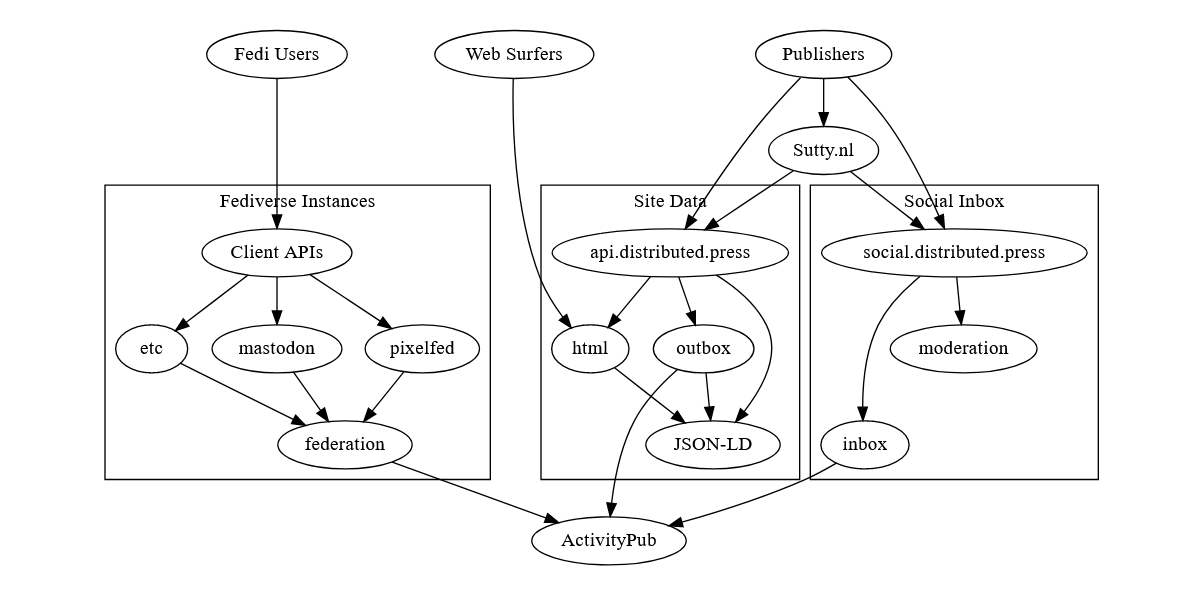 Fedi Users
Web Surfers
Publishers
Sutty.nl
Fediverse Instances
Site Data
Social Inbox
Client APIs
api.distributed.press
social.distributed.press
etc
mastodon
pixelfed
html
outbox
moderation
federation
JSON-LD
inbox
ActivityPub